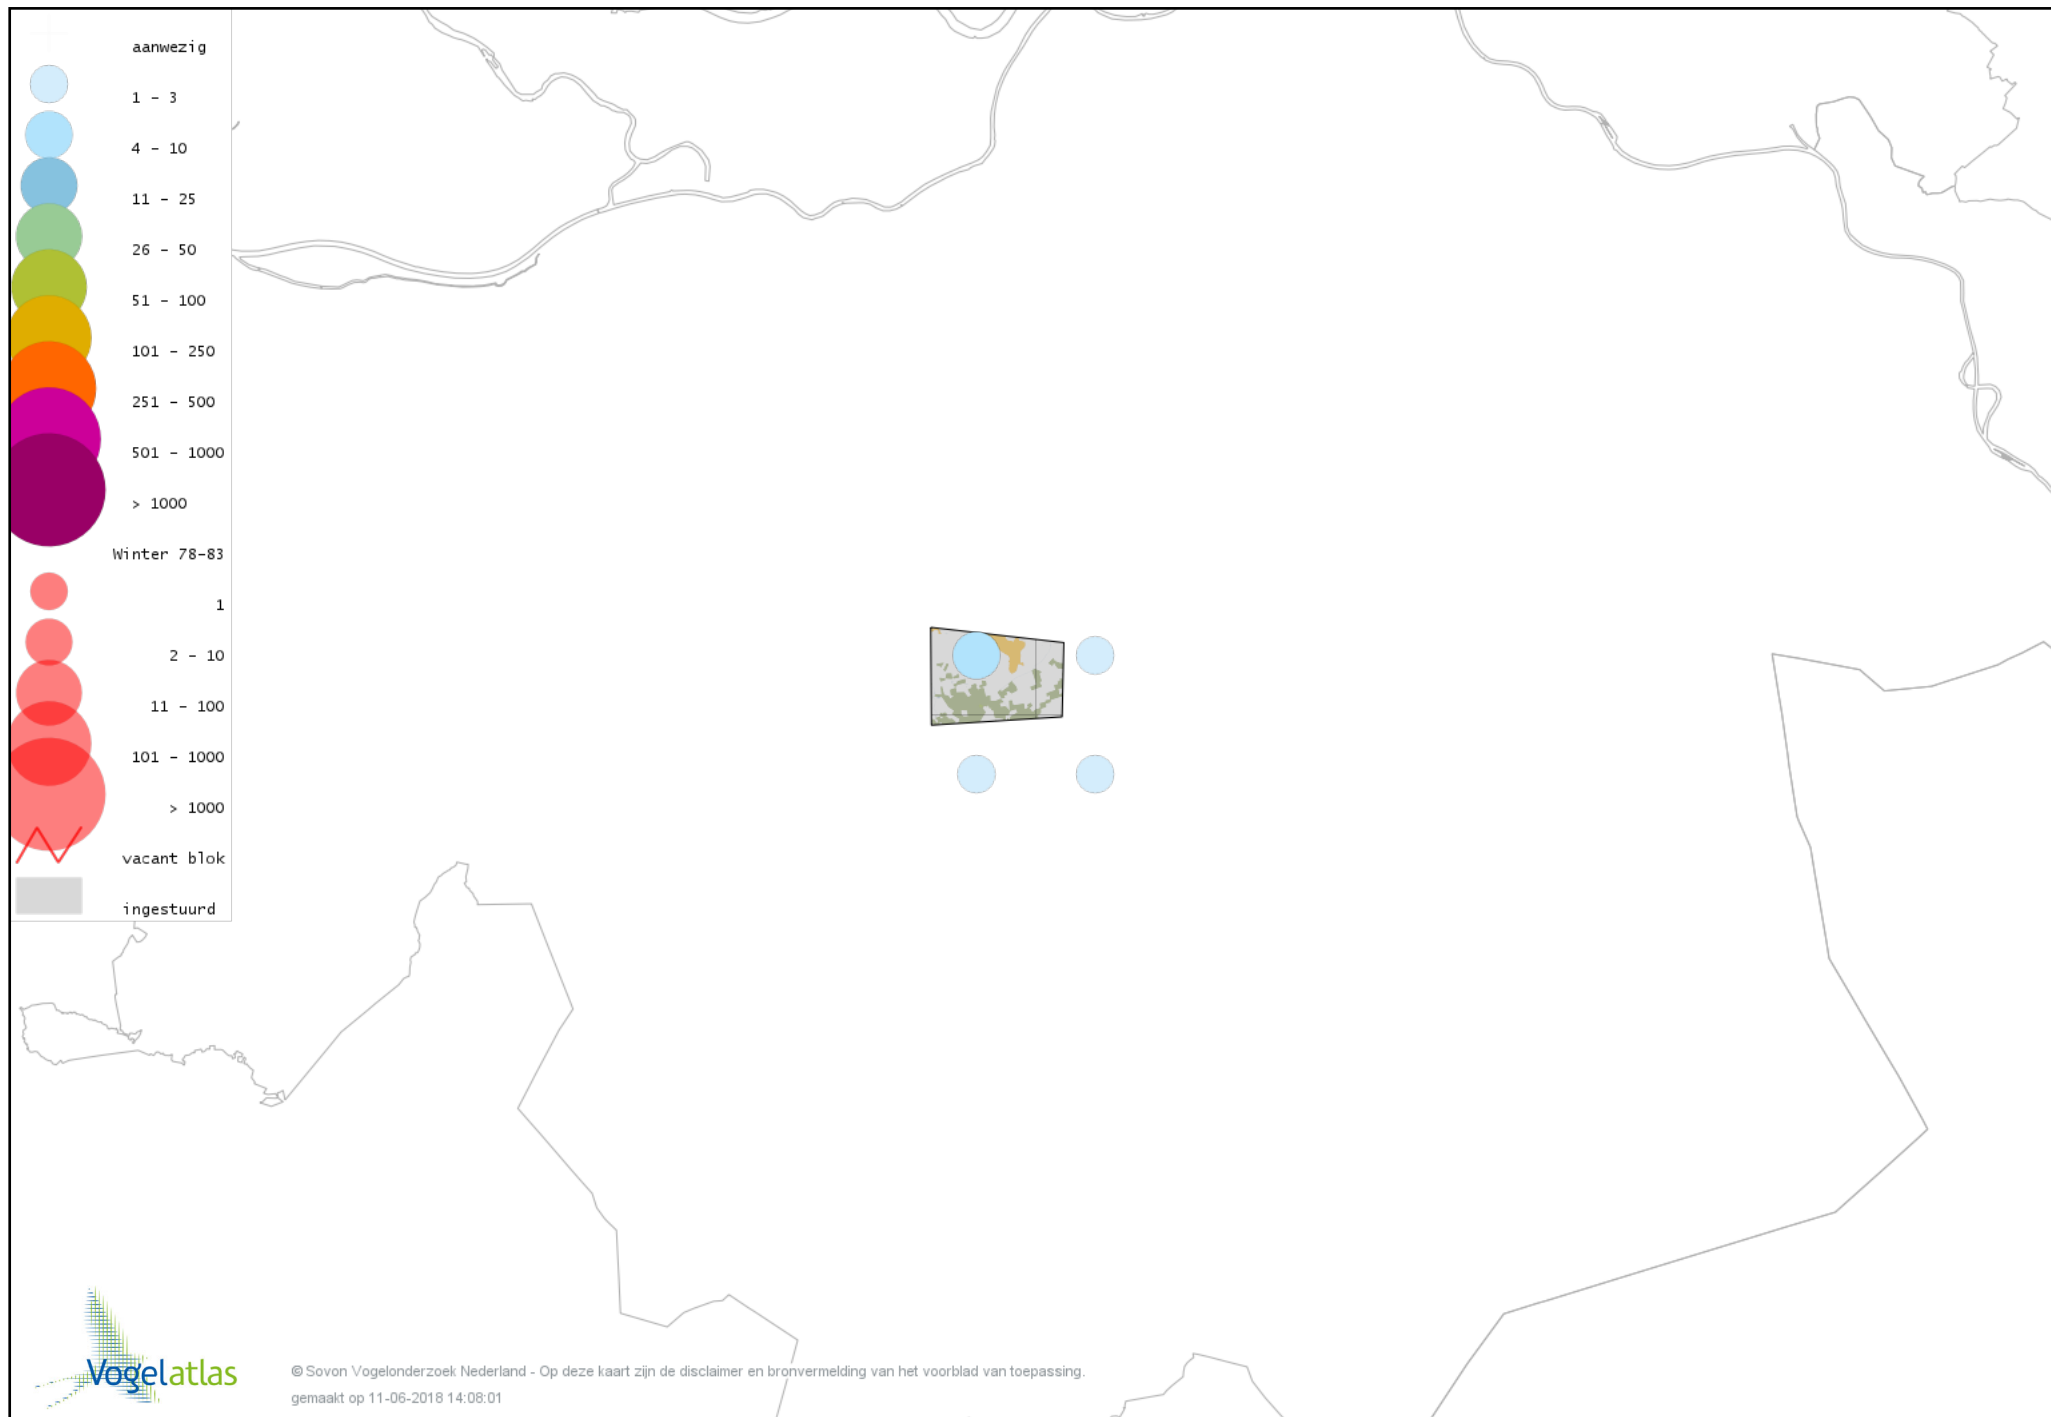 aanwezig
1 - 3
4 - 10
11 - 25
26 - 50
51 - 100
101 - 250
251 - 500
501 - 1000
> 1000
Winter 78-83
1
2 - 10
11 - 100
101 - 1000
> 1000
vacant blok
ingestuurd
Vogelatlas
© Sovon Vogelonderzoek Nederland - Op deze kaart zijn de disclaimer en bronvermelding van het voorblad van toepassing.
gemaakt op 11-06-2018 14:08:01